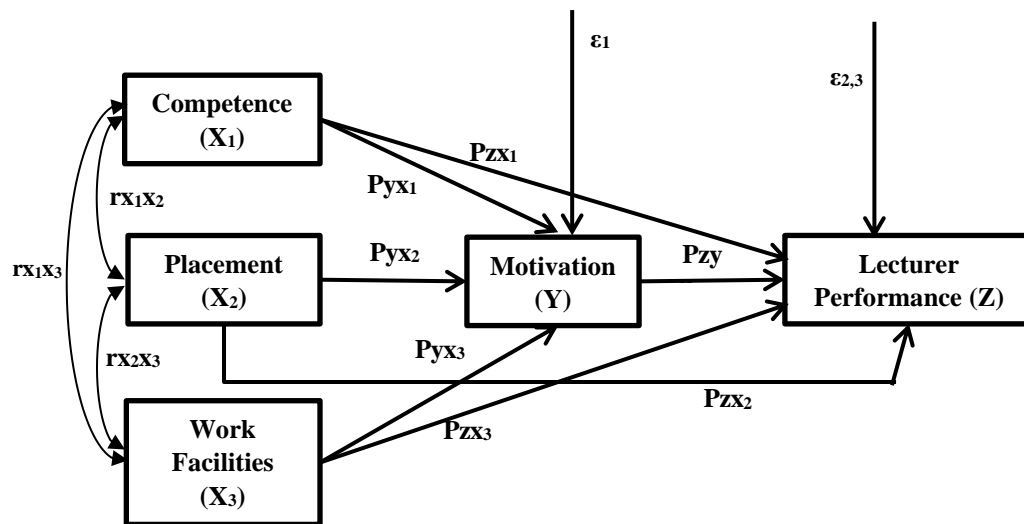 ε1
ε2,3
Competence
(X1)
Pzx1
Pyx1
rx1x2
Placement
(X2)
Pyx2
Motivation
(Y)
Pzy
Lecturer
Performance (Z)
rx1x3
rx2x3
Pyx3
Pzx2
Work
Facilities
(X3)
Pzx3